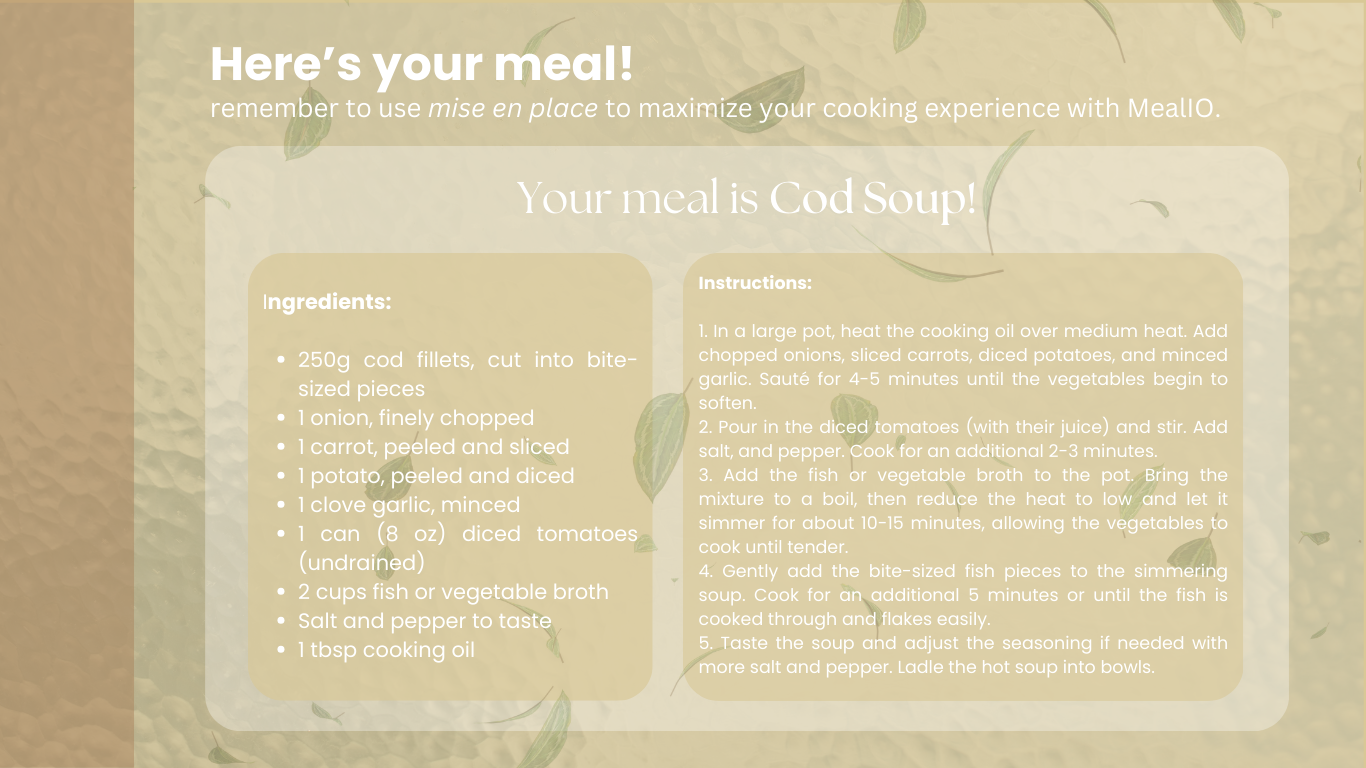 Here’s your meal!
remember to use mise en place to maximize your cooking experience with MealIO.
Your meal is Cod Soup!
Ingredients:
• 250g cod fillets, cut into bite-
sized pieces
• 1 onion, finely chopped
• 1 carrot, peeled and sliced
• 1 potato, peeled and diced
• 1 clove garlic, minced
• 1 can (8 oz) diced tomatoes
(undrained)
• 2 cups fish or vegetable broth
• Salt and pepper to taste
• 1 tbsp cooking oil
Instructions:
1. In a large pot, heat the cooking oil over medium heat. Add
chopped onions, sliced carrots, diced potatoes, and minced
garlic. Sauté for 4-5 minutes until the vegetables begin to
soften.
2. Pour in the diced tomatoes (with their juice) and stir. Add
salt, and pepper. Cook for an additional 2-3 minutes.
3. Add the fish or vegetable broth to the pot. Bring the
mixture to a boil, then reduce the heat to low and let it
simmer for about 10-15 minutes, allowing the vegetables to
cook until tender.
4. Gently add the bite-sized fish pieces to the simmering
soup. Cook for an additional 5 minutes or until the fish is
cooked through and flakes easily.
5. Taste the soup and adjust the seasoning if needed with
more salt and pepper. Ladle the hot soup into bowls.